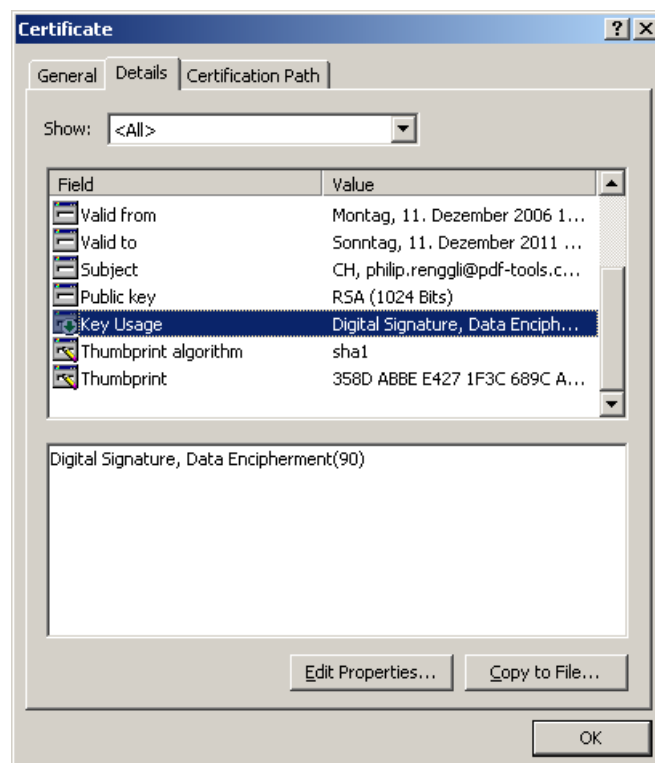 Certificate
General Details Certification Path
Show: <All>
Field Value
Valid from Montag, 11. Dezember 2006 1...
Valid to Sonntag, 11. Dezember 2011 ...
Subject CH, philip.renggli@pdf-tools.c...
Public key RSA (1024 Bits)
Key Usage Digital Signature, Data Enciph...
Thumbprint algorithm sha1
Thumbprint 358D ABBE E427 1F3C 689C A...
Digital Signature, Data Encipherment(90)
Edit Properties... Copy to File...
OK